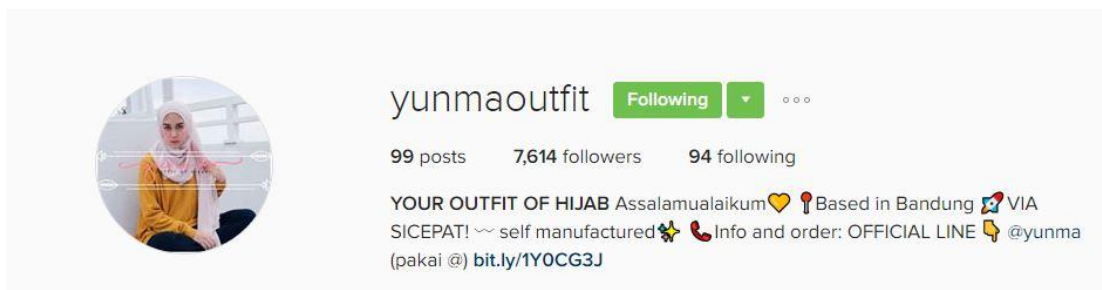 yunmaoutfit Following
99 posts 7,614 followers 94 following
YOUR OUTFIT OF HIJAB Assalamualaikum💛 📍Based in Bandung 🚀VIA
SICEPAT! 〰 self manufactured✨ 📞Info and order: OFFICIAL LINE 👇 @yunma
(pakai @) bit.ly/1Y0CG3J